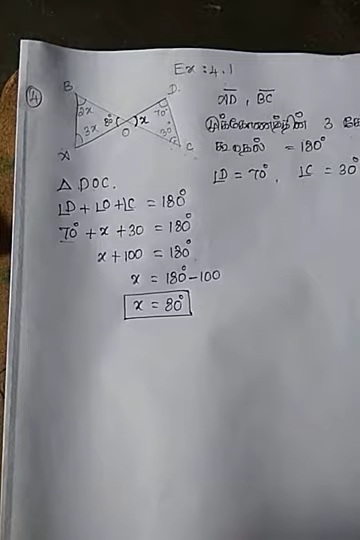 Ex: 4.1
4
B
D.
2x 80° ( ) x 70°
3x O 30°
A C
AD, BC
முக்கோணத்தின் 3
கூடுதல் = 180°
∠D = 70°, ∠C = 30°
△ DOC.
∠D + ∠O + ∠C = 180°
70° + x + 30 = 180°
x + 100 = 180°
x = 180° - 100
x = 80°